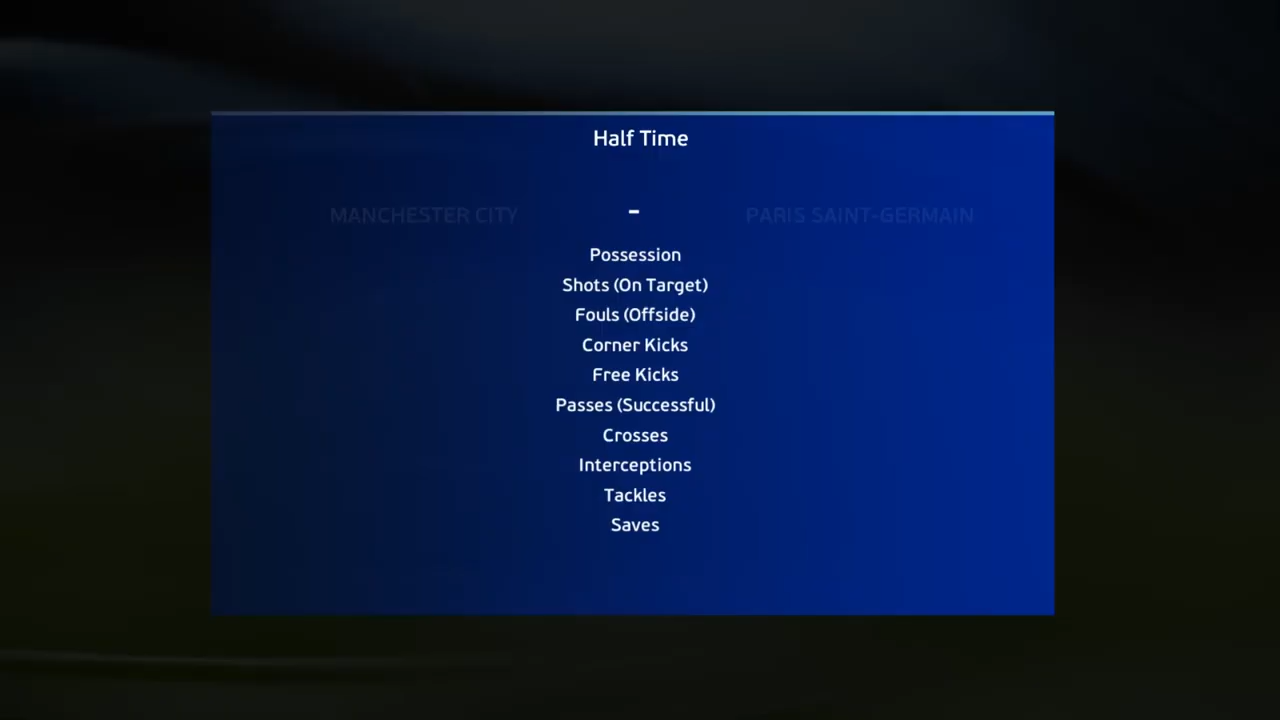 Half Time
MANCHESTER CITY - PARIS SAINT-GERMAIN
Possession
Shots (On Target)
Fouls (Offside)
Corner Kicks
Free Kicks
Passes (Successful)
Crosses
Interceptions
Tackles
Saves